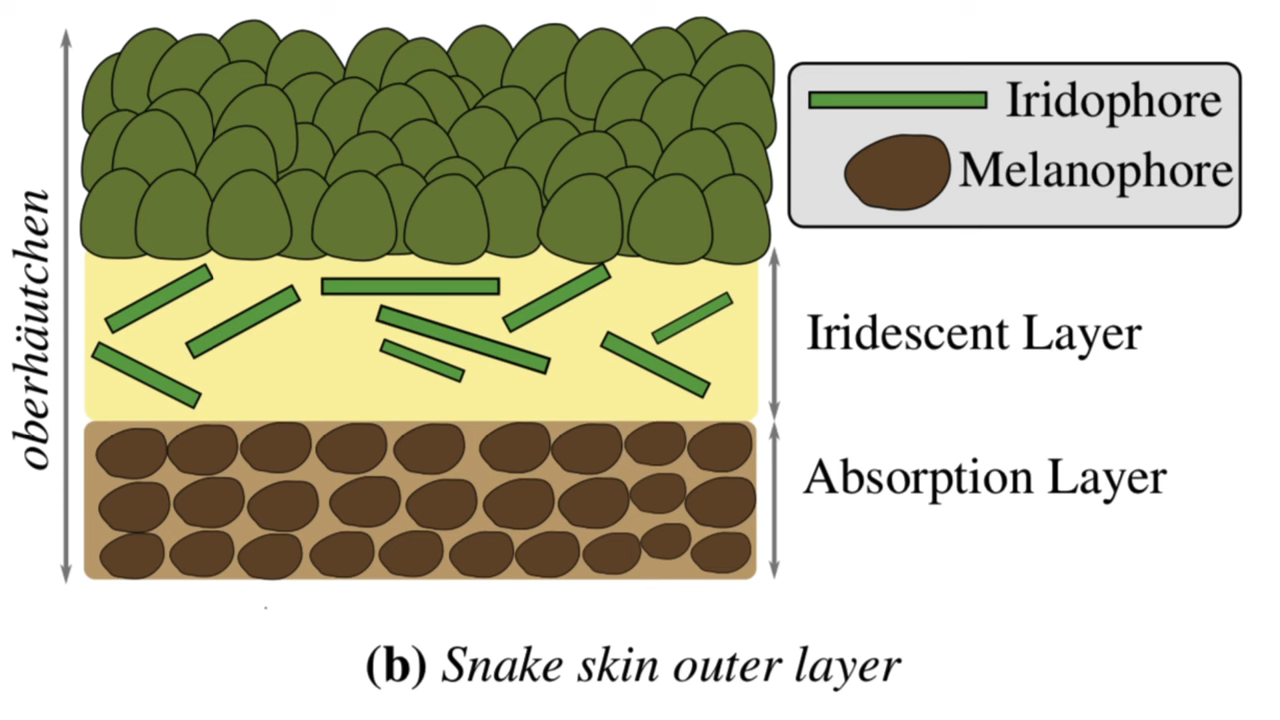 oberhäutchen
Iridophore
Melanophore
Iridescent Layer
Absorption Layer
(b) Snake skin outer layer